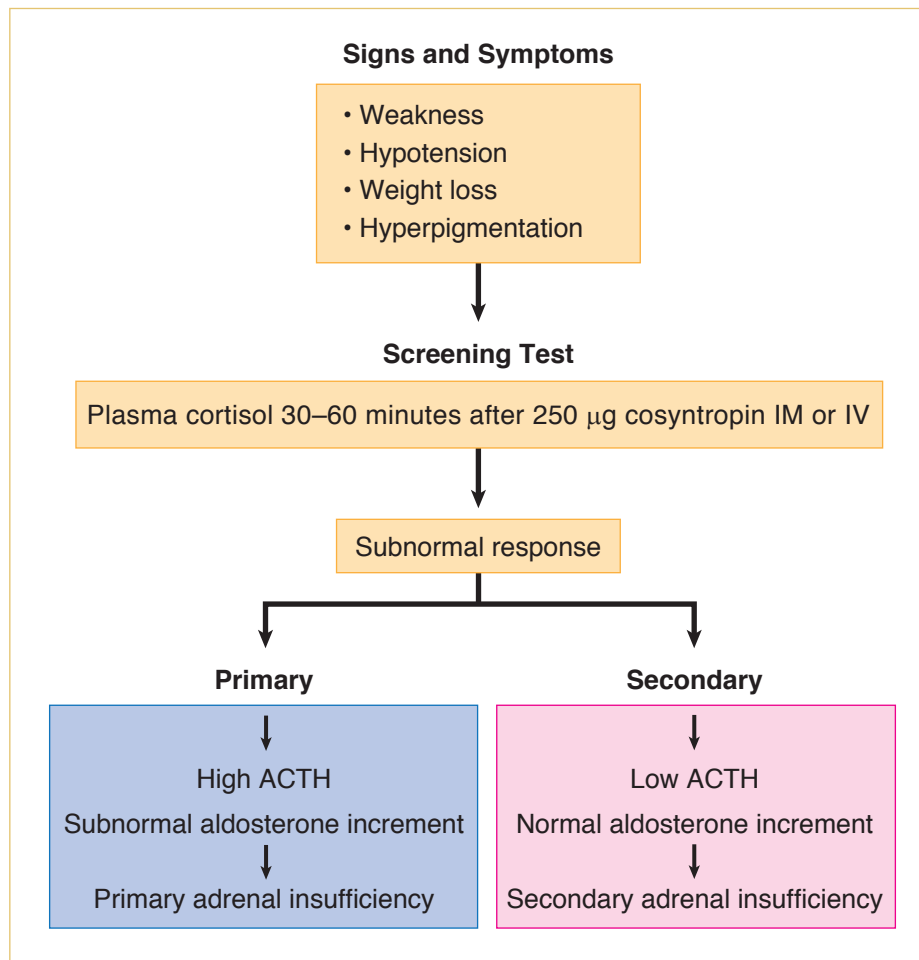 Signs and Symptoms
• Weakness
• Hypotension
• Weight loss
• Hyperpigmentation
Screening Test
Plasma cortisol 30–60 minutes after 250 μg cosyntropin IM or IV
Subnormal response
Primary
High ACTH
Subnormal aldosterone increment
Primary adrenal insufficiency
Secondary
Low ACTH
Normal aldosterone increment
Secondary adrenal insufficiency